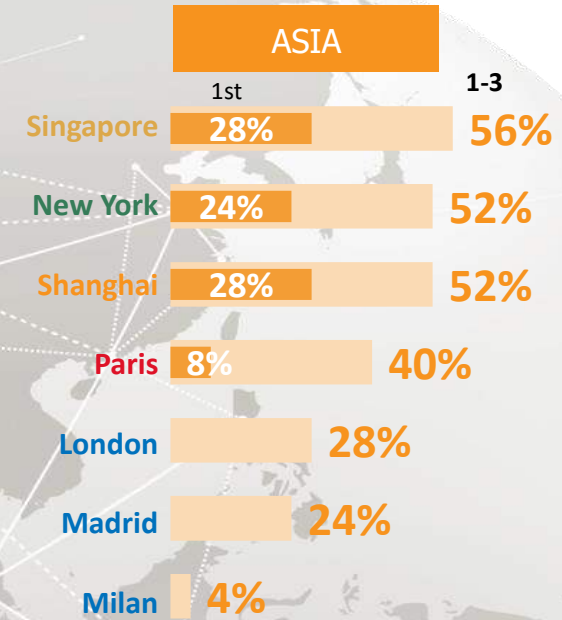 ASIA
1st 1-3
Singapore 28% 56%
New York 24% 52%
Shanghai 28% 52%
Paris 8% 40%
London 28%
Madrid 24%
Milan 4%